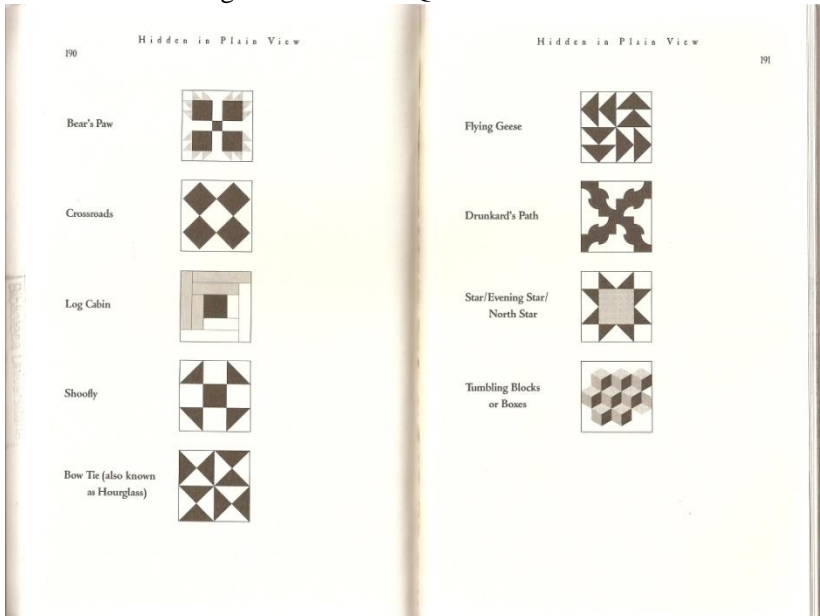 Hidden in Plain View
190
Bear's Paw
Crossroads
Log Cabin
Shoofly
Bow Tie (also known
as Hourglass)
Hidden in Plain View
191
Flying Geese
Drunkard's Path
Star/Evening Star/
North Star
Tumbling Blocks
or Boxes